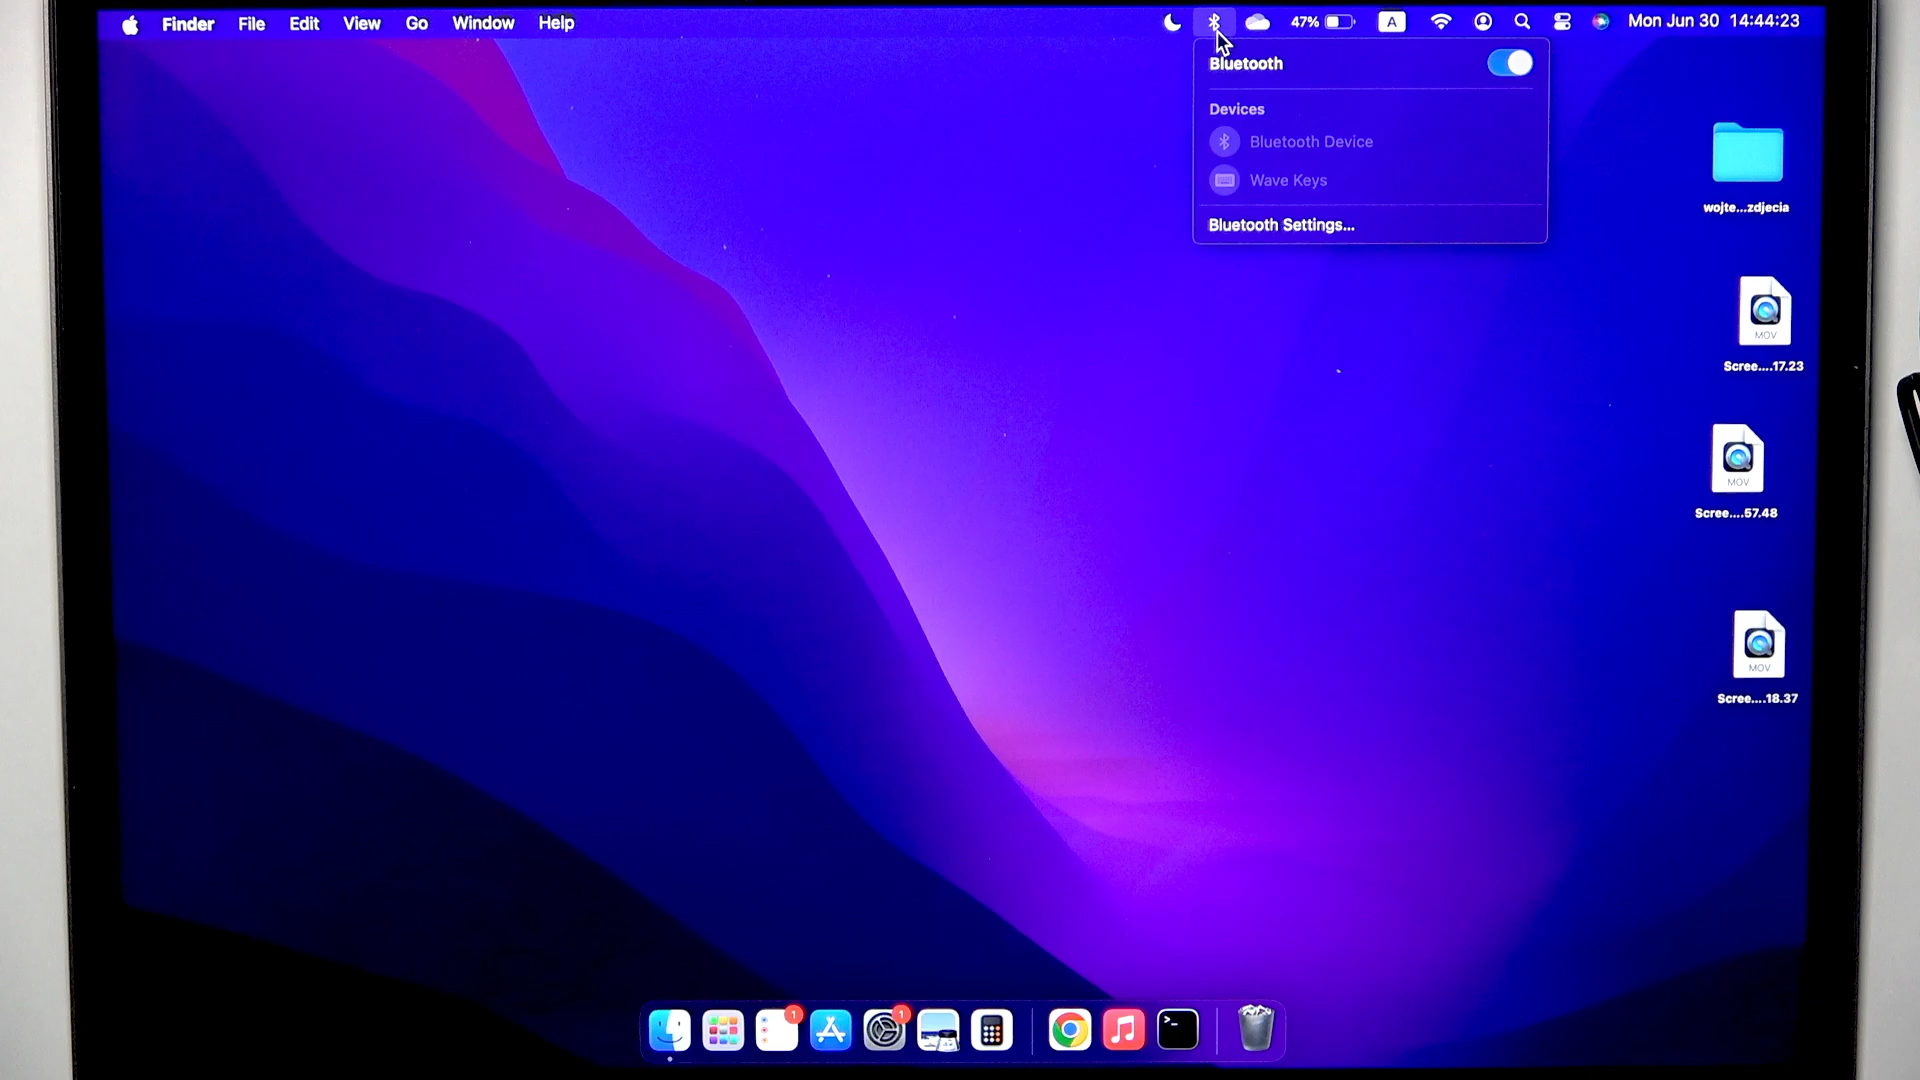 Finder File Edit View Go Window Help 47% A Mon Jun 30 14:44:23
Bluetooth
Devices
Bluetooth Device
Wave Keys
Bluetooth Settings...
wojte...zdjecia
MOV
Scree....17.23
MOV
Scree....57.48
MOV
Scree....18.37
1
1
>_